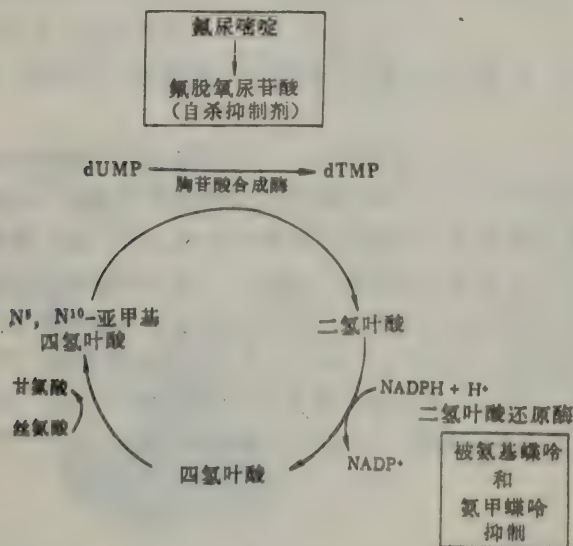 氟尿嘧啶
氟脱氧尿苷酸
(自杀抑制剂)
dUMP
dTMP
胸苷酸合成酶
N⁵, N¹⁰-亚甲基
四氢叶酸
二氢叶酸
甘氨酸
丝氨酸
NADPH + H⁺
二氢叶酸还原酶
NADP⁺
四氢叶酸
被氨基蝶呤
和
氨甲蝶呤
抑制